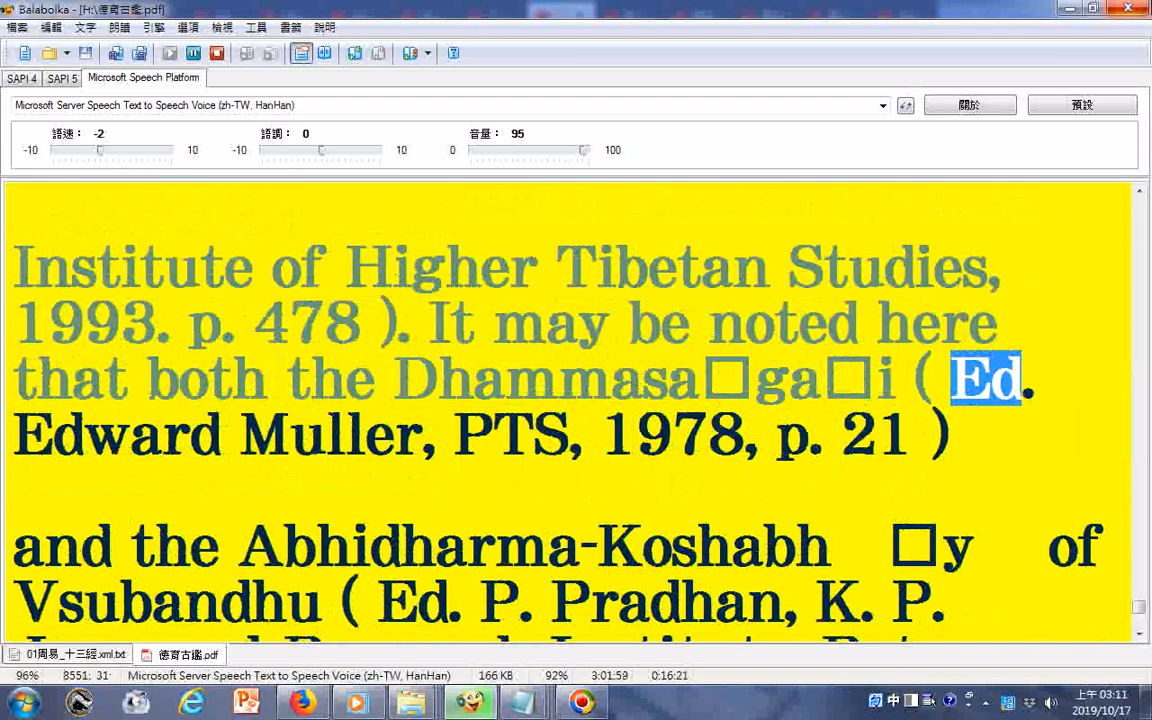 Balabolka - [H:\德育古鑑.pdf]
檔案 編輯 文字 朗讀 引擎 選項 檢視 工具 書籤 說明
SAPI 4 SAPI 5 Microsoft Speech Platform
Microsoft Server Speech Text to Speech Voice (zh-TW, HanHan) 關於 預設
語速： -2 語調： 0 音量： 95
-10 10 -10 10 0 100
Institute of Higher Tibetan Studies,
1993. p. 478 ). It may be noted here
that both the Dhammasa□ga□i ( Ed.
Edward Muller, PTS, 1978, p. 21 )
and the Abhidharma-Koshabh □y of
Vsubandhu ( Ed. P. Pradhan, K. P.
01周易_十三經.xml.txt 德育古鑑.pdf
96% 8551: 31 Microsoft Server Speech Text to Speech Voice (zh-TW, HanHan) 166 KB 92% 3:01:59 0:16:21
中 上午 03:11
2019/10/17